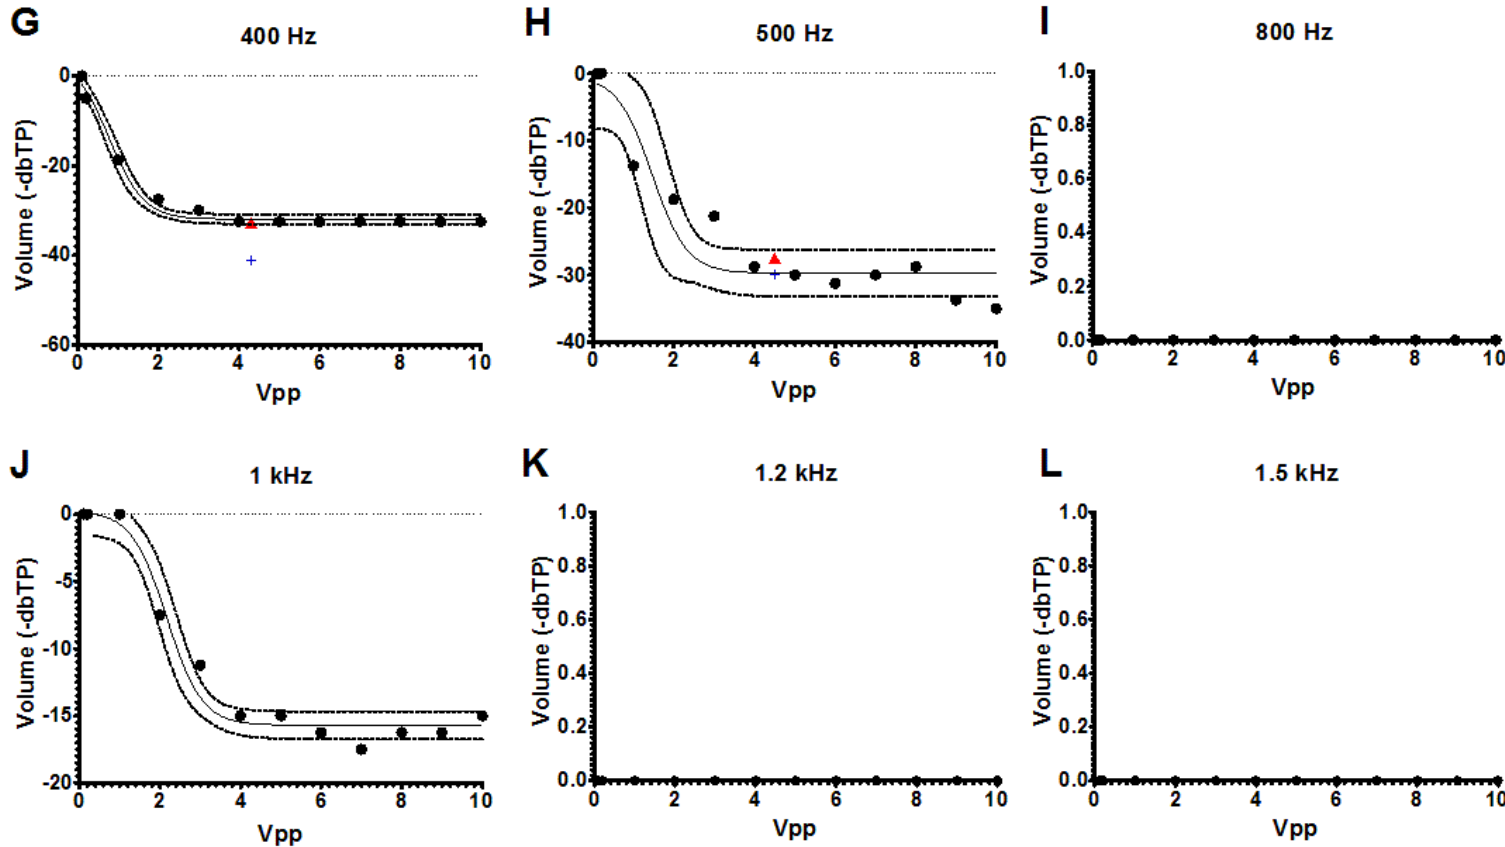 G
400 Hz
Volume (-dbTP)
0
-20
-40
-60
0 2 4 6 8 10
Vpp
H
500 Hz
Volume (-dbTP)
0
-10
-20
-30
-40
0 2 4 6 8 10
Vpp
I
800 Hz
Volume (-dbTP)
1.0
0.8
0.6
0.4
0.2
0.0
0 2 4 6 8 10
Vpp
J
1 kHz
Volume (-dbTP)
0
-5
-10
-15
-20
0 2 4 6 8 10
Vpp
K
1.2 kHz
Volume (-dbTP)
1.0
0.8
0.6
0.4
0.2
0.0
0 2 4 6 8 10
Vpp
L
1.5 kHz
Volume (-dbTP)
1.0
0.8
0.6
0.4
0.2
0.0
0 2 4 6 8 10
Vpp